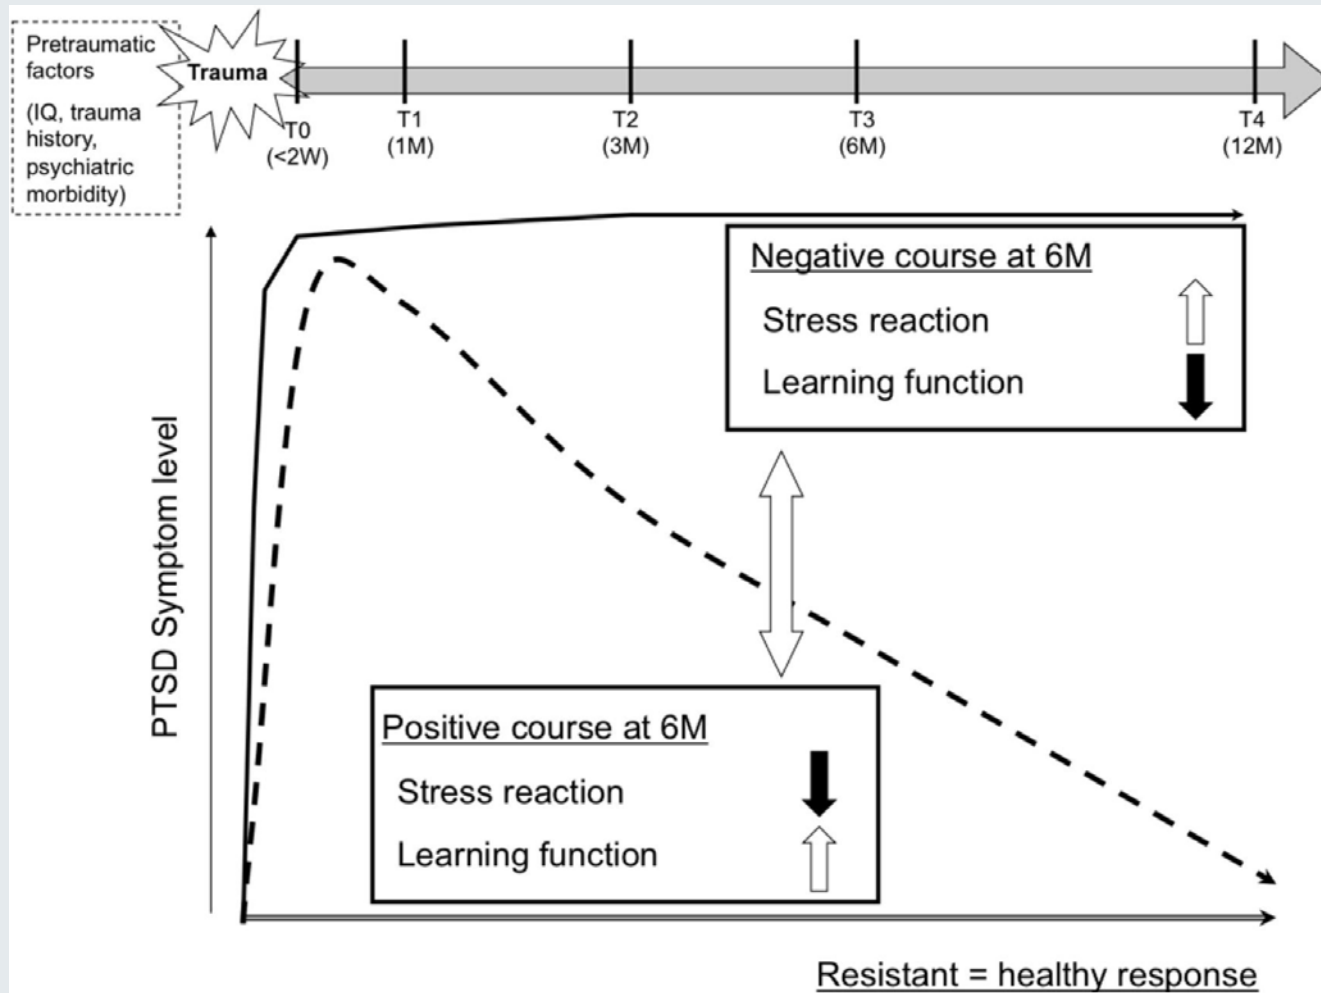 Pretraumatic
factors
(IQ, trauma
history,
psychiatric
morbidity)
Trauma
T0
(<2W)
T1
(1M)
T2
(3M)
T3
(6M)
T4
(12M)
PTSD Symptom level
Negative course at 6M
Stress reaction
Learning function
Positive course at 6M
Stress reaction
Learning function
Resistant = healthy response